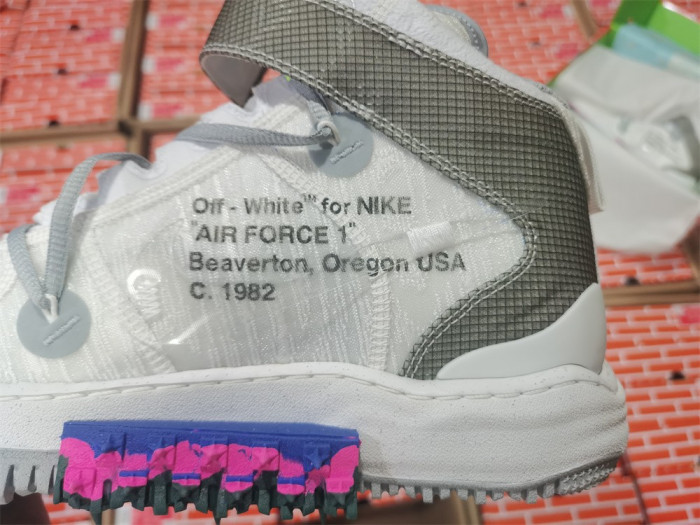 Off - White™ for NIKE
"AIR FORCE 1"
Beaverton, Oregon USA
C. 1982